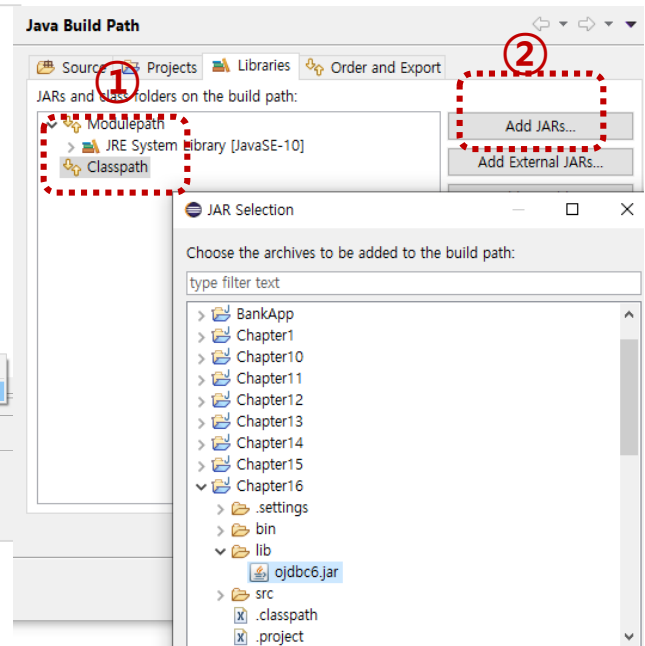 Java Build Path
Source
Projects
Libraries
Order and Export
①
②
JARs and class folders on the build path:
Modulepath
JRE System Library [JavaSE-10]
Classpath
Add JARs...
Add External JARs...
JAR Selection
Choose the archives to be added to the build path:
type filter text
BankApp
Chapter1
Chapter10
Chapter11
Chapter12
Chapter13
Chapter14
Chapter15
Chapter16
.settings
bin
lib
ojdbc6.jar
src
.classpath
.project